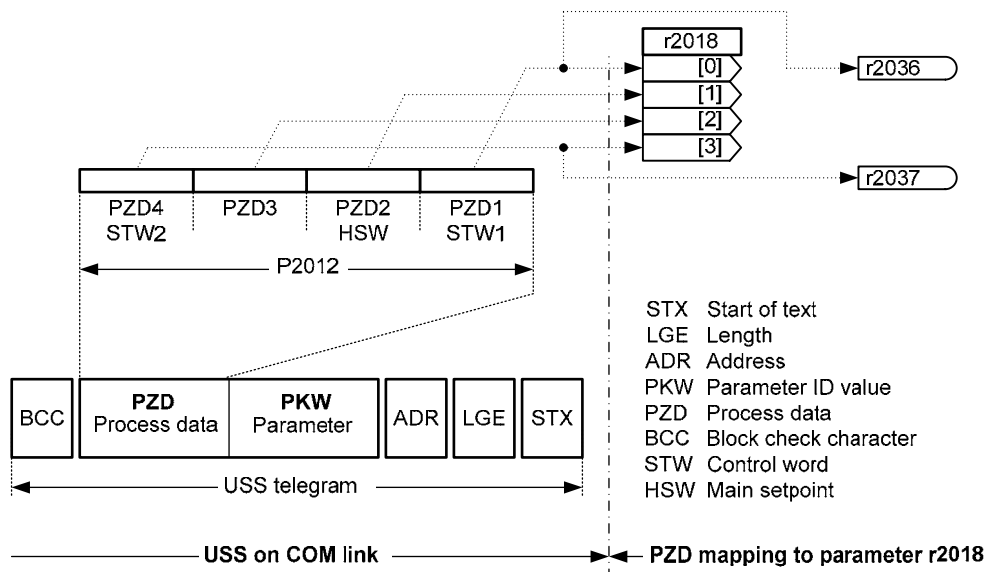 r2018
[0]
r2036
[1]
[2]
[3]
r2037
PZD4 PZD3 PZD2 PZD1
STW2 HSW STW1
P2012
STX Start of text
LGE Length
ADR Address
PKW Parameter ID value
PZD Process data
BCC Block check character
STW Control word
HSW Main setpoint
BCC
PZD
Process data
PKW
Parameter
ADR
LGE
STX
USS telegram
USS on COM link
PZD mapping to parameter r2018